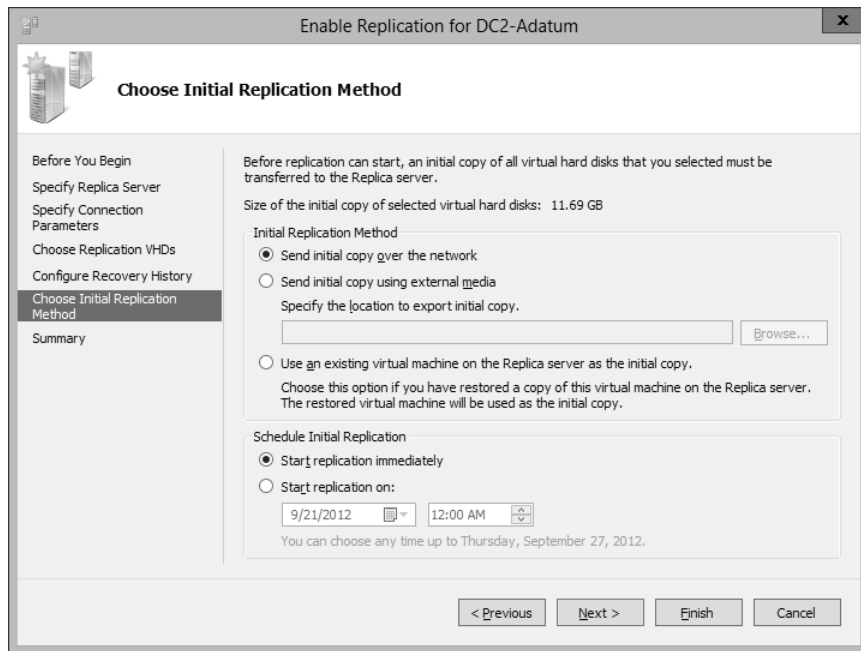 Enable Replication for DC2-Adatum
x
Choose Initial Replication Method
Before You Begin
Specify Replica Server
Specify Connection
Parameters
Choose Replication VHDs
Configure Recovery History
Choose Initial Replication
Method
Summary
Before replication can start, an initial copy of all virtual hard disks that you selected must be
transferred to the Replica server.
Size of the initial copy of selected virtual hard disks: 11.69 GB
Initial Replication Method
Send initial copy over the network
Send initial copy using external media
Specify the location to export initial copy.
Browse...
Use an existing virtual machine on the Replica server as the initial copy.
Choose this option if you have restored a copy of this virtual machine on the Replica server.
The restored virtual machine will be used as the initial copy.
Schedule Initial Replication
Start replication immediately
Start replication on:
9/21/2012 12:00 AM
You can choose any time up to Thursday, September 27, 2012.
< Previous Next > Finish Cancel